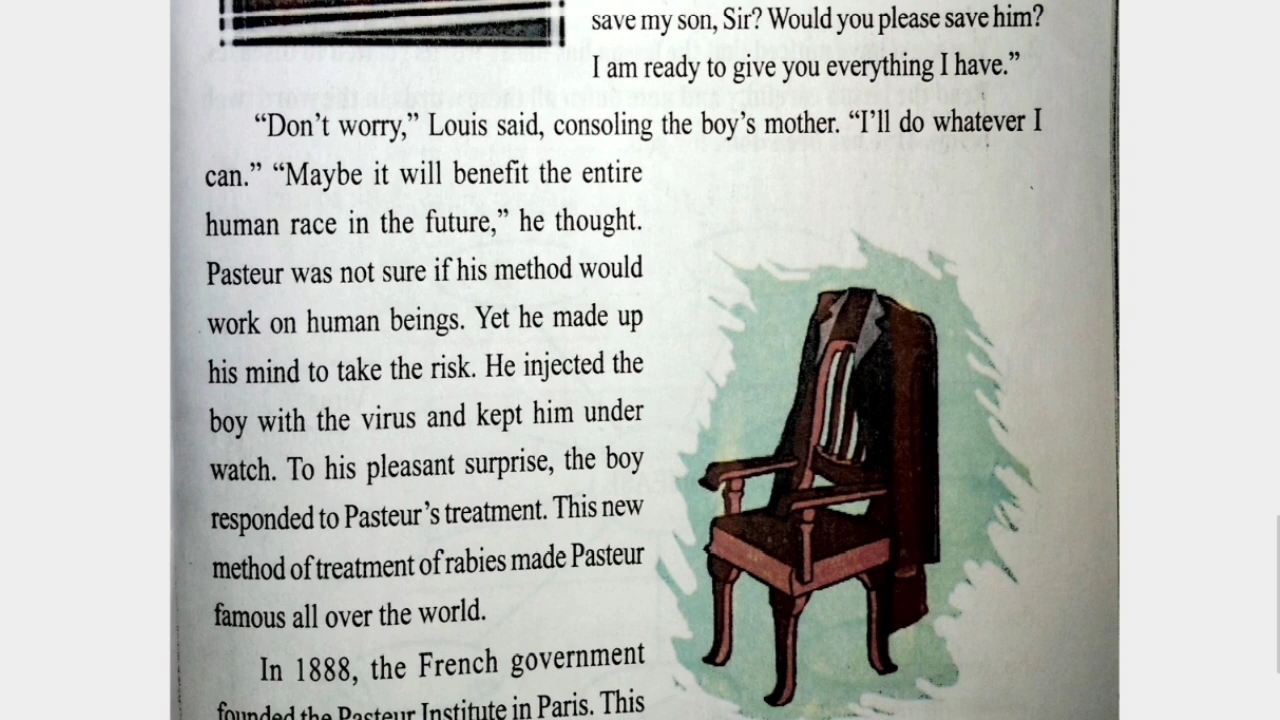 save my son, Sir? Would you please save him?
I am ready to give you everything I have.”
“Don’t worry,” Louis said, consoling the boy’s mother. “I’ll do whatever I
can.” “Maybe it will benefit the entire
human race in the future,” he thought.
Pasteur was not sure if his method would
work on human beings. Yet he made up
his mind to take the risk. He injected the
boy with the virus and kept him under
watch. To his pleasant surprise, the boy
responded to Pasteur’s treatment. This new
method of treatment of rabies made Pasteur
famous all over the world.
In 1888, the French government
founded the Pasteur Institute in Paris. This